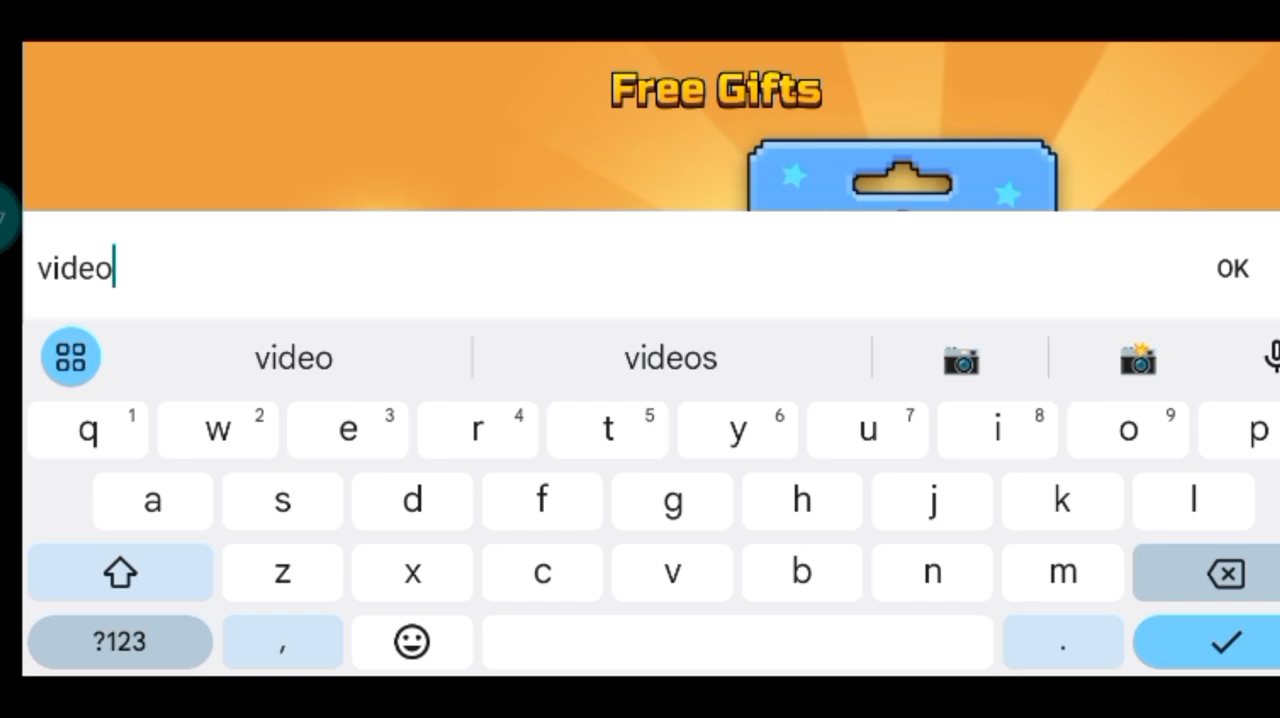 Free Gifts
video
OK
video videos
q 1 w 2 e 3 r 4 t 5 y 6 u 7 i 8 o 9 p
a s d f g h j k l
z x c v b n m
?123 , .